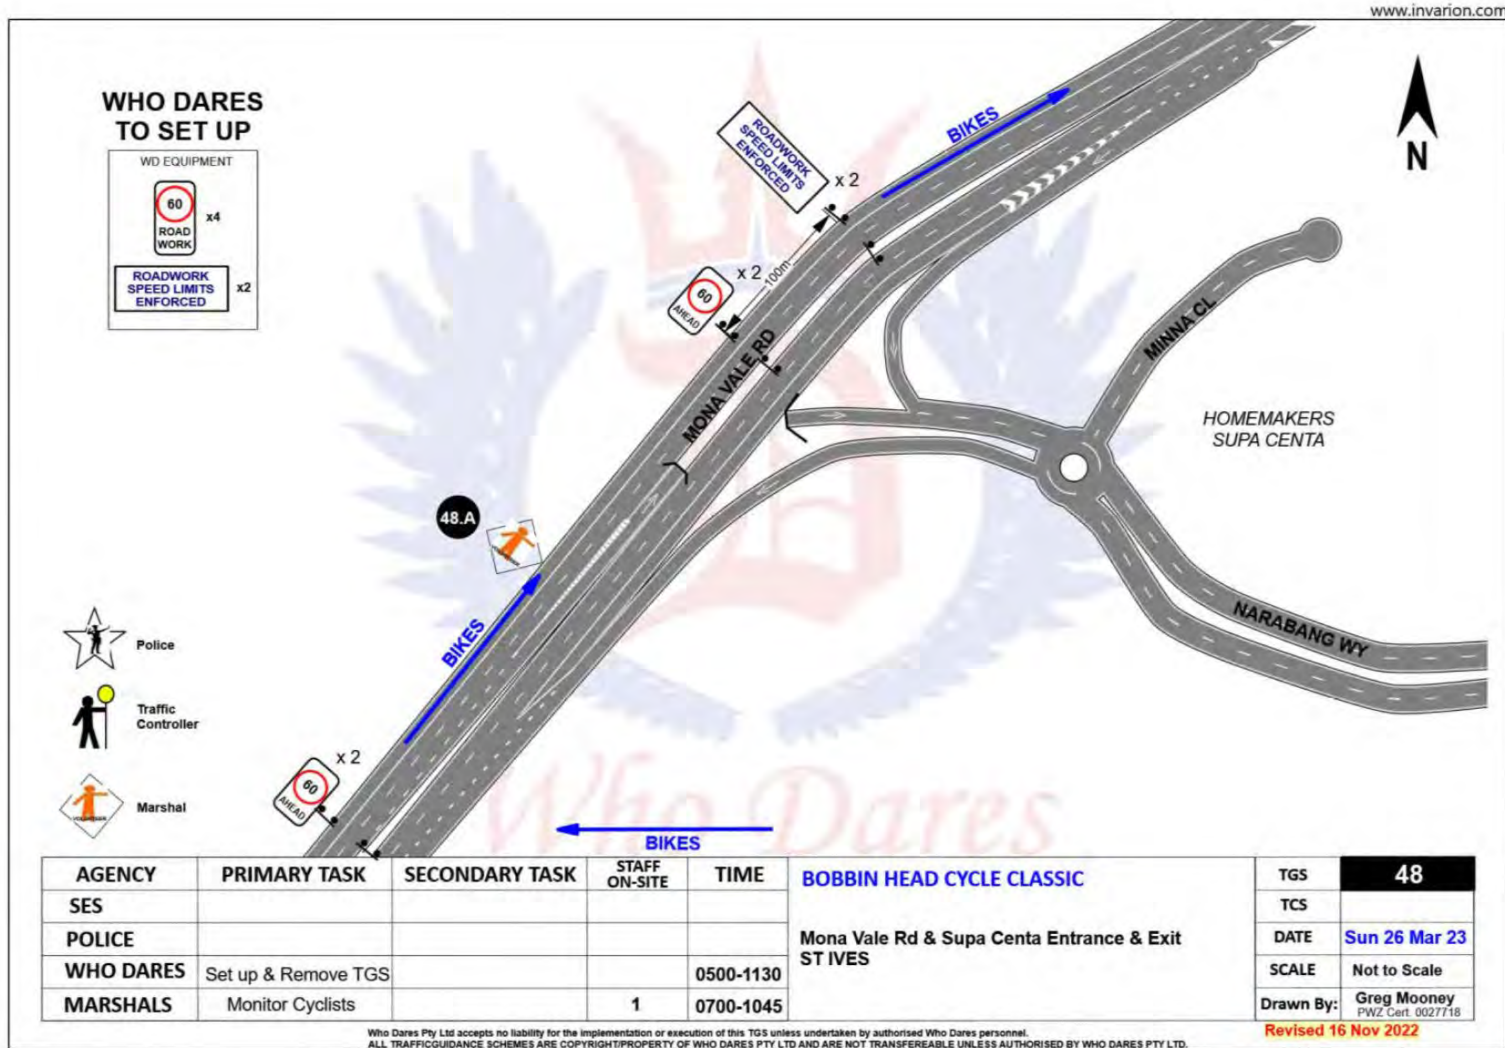 www.invarion.com
WHO DARES
TO SET UP
WD EQUIPMENT
60
ROAD
WORK
x4
ROADWORK
SPEED LIMITS
ENFORCED
x2
ROADWORK
SPEED LIMITS
ENFORCED
x 2
BIKES
N
60
AHEAD
x 2
100m
MONA VALE RD
MINNA CL
HOMEMAKERS
SUPA CENTA
48.A
BIKES
NARABANG WY
Police
Traffic
Controller
VOLUNTEER
Marshal
60
AHEAD
x 2
Who Dares
BIKES
AGENCY PRIMARY TASK SECONDARY TASK STAFF ON-SITE TIME
SES
POLICE
WHO DARES Set up & Remove TGS 0500-1130
MARSHALS Monitor Cyclists 1 0700-1045
BOBBIN HEAD CYCLE CLASSIC
Mona Vale Rd & Supa Centa Entrance & Exit
ST IVES
TGS 48
TCS
DATE Sun 26 Mar 23
SCALE Not to Scale
Drawn By: Greg Mooney
PWZ Cert. 0027718
Revised 16 Nov 2022
Who Dares Pty Ltd accepts no liability for the implementation or execution of this TGS unless undertaken by authorised Who Dares personnel.
ALL TRAFFICGUIDANCE SCHEMES ARE COPYRIGHT/PROPERTY OF WHO DARES PTY LTD AND ARE NOT TRANSFEREABLE UNLESS AUTHORISED BY WHO DARES PTY LTD.